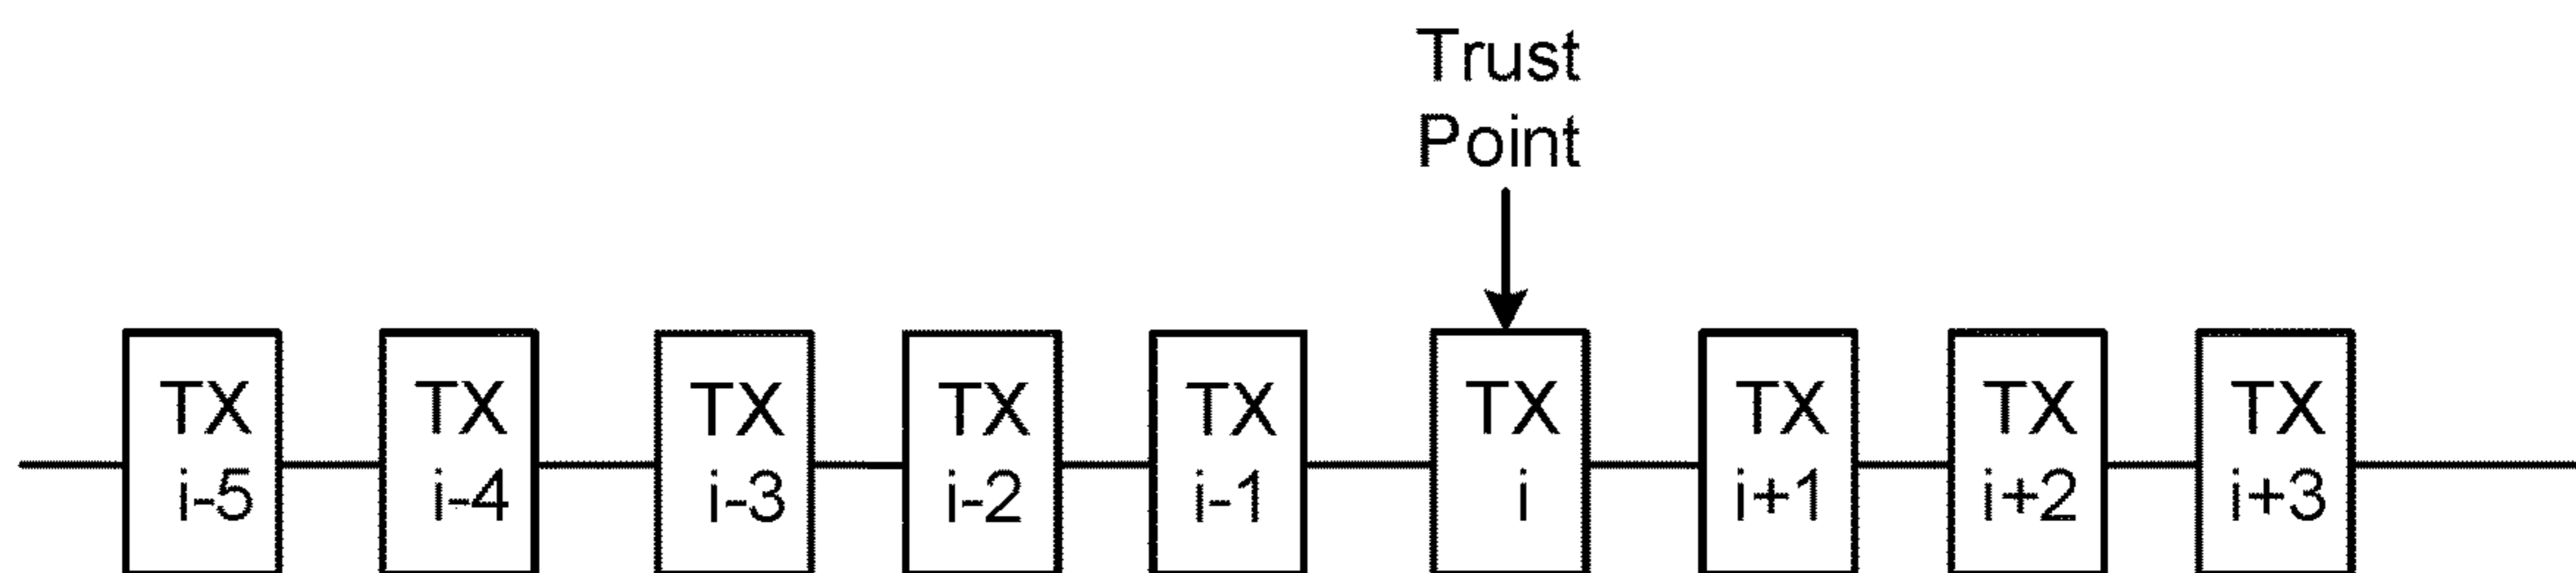 Trust
Point
TX
i-5
TX
i-4
TX
i-3
TX
i-2
TX
i-1
TX
i
TX
i+1
TX
i+2
TX
i+3